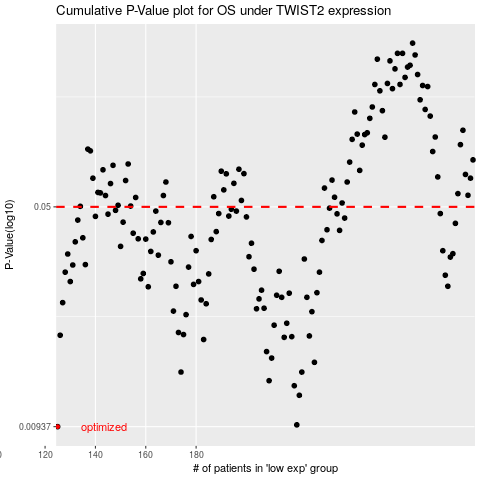 Cumulative P-Value plot for OS under TWIST2 expression
P-Value(log10)
0.05
0.00937
optimized
0 120 140 160 180
# of patients in 'low exp' group